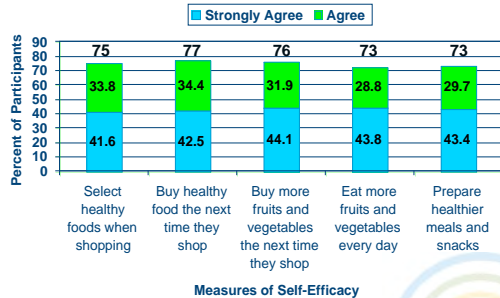 Strongly Agree Agree
Percent of Participants
90
80
70
60
50
40
30
20
10
0
75 77 76 73 73
33.8 34.4 31.9 28.8 29.7
41.6 42.5 44.1 43.8 43.4
Select
healthy
foods when
shopping
Buy healthy
food the next
time they
shop
Buy more
fruits and
vegetables
the next time
they shop
Eat more
fruits and
vegetables
every day
Prepare
healthier
meals and
snacks
Measures of Self-Efficacy